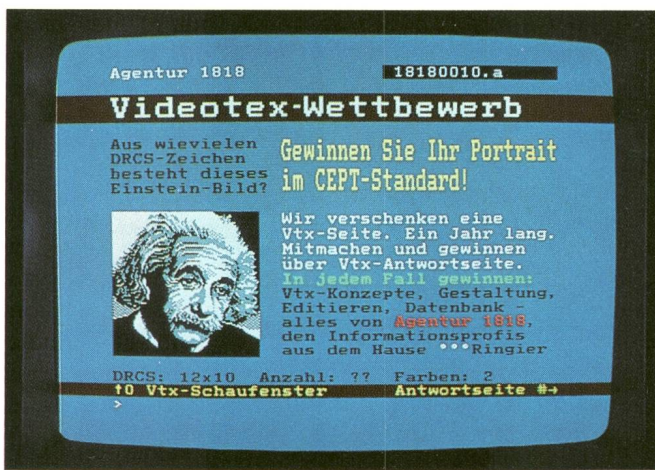 Agentur 1818
18180010.a
Videotex-Wettbewerb
Aus wievielen
DRCS-Zeichen
besteht dieses
Einstein-Bild?
Gewinnen Sie Ihr Portrait
im CEPT-Standard!
Wir verschenken eine
Vtx-Seite. Ein Jahr lang.
Mitmachen und gewinnen
über Vtx-Antwortseite.
In jedem Fall gewinnen:
Vtx-Konzepte, Gestaltung,
Editieren, Datenbank -
alles von Agentur 1818,
den Informationsprofis
aus dem Hause •••Ringier
DRCS: 12x10 Anzahl: ?? Farben: 2
↑0 Vtx-Schaufenster Antwortseite #→
>